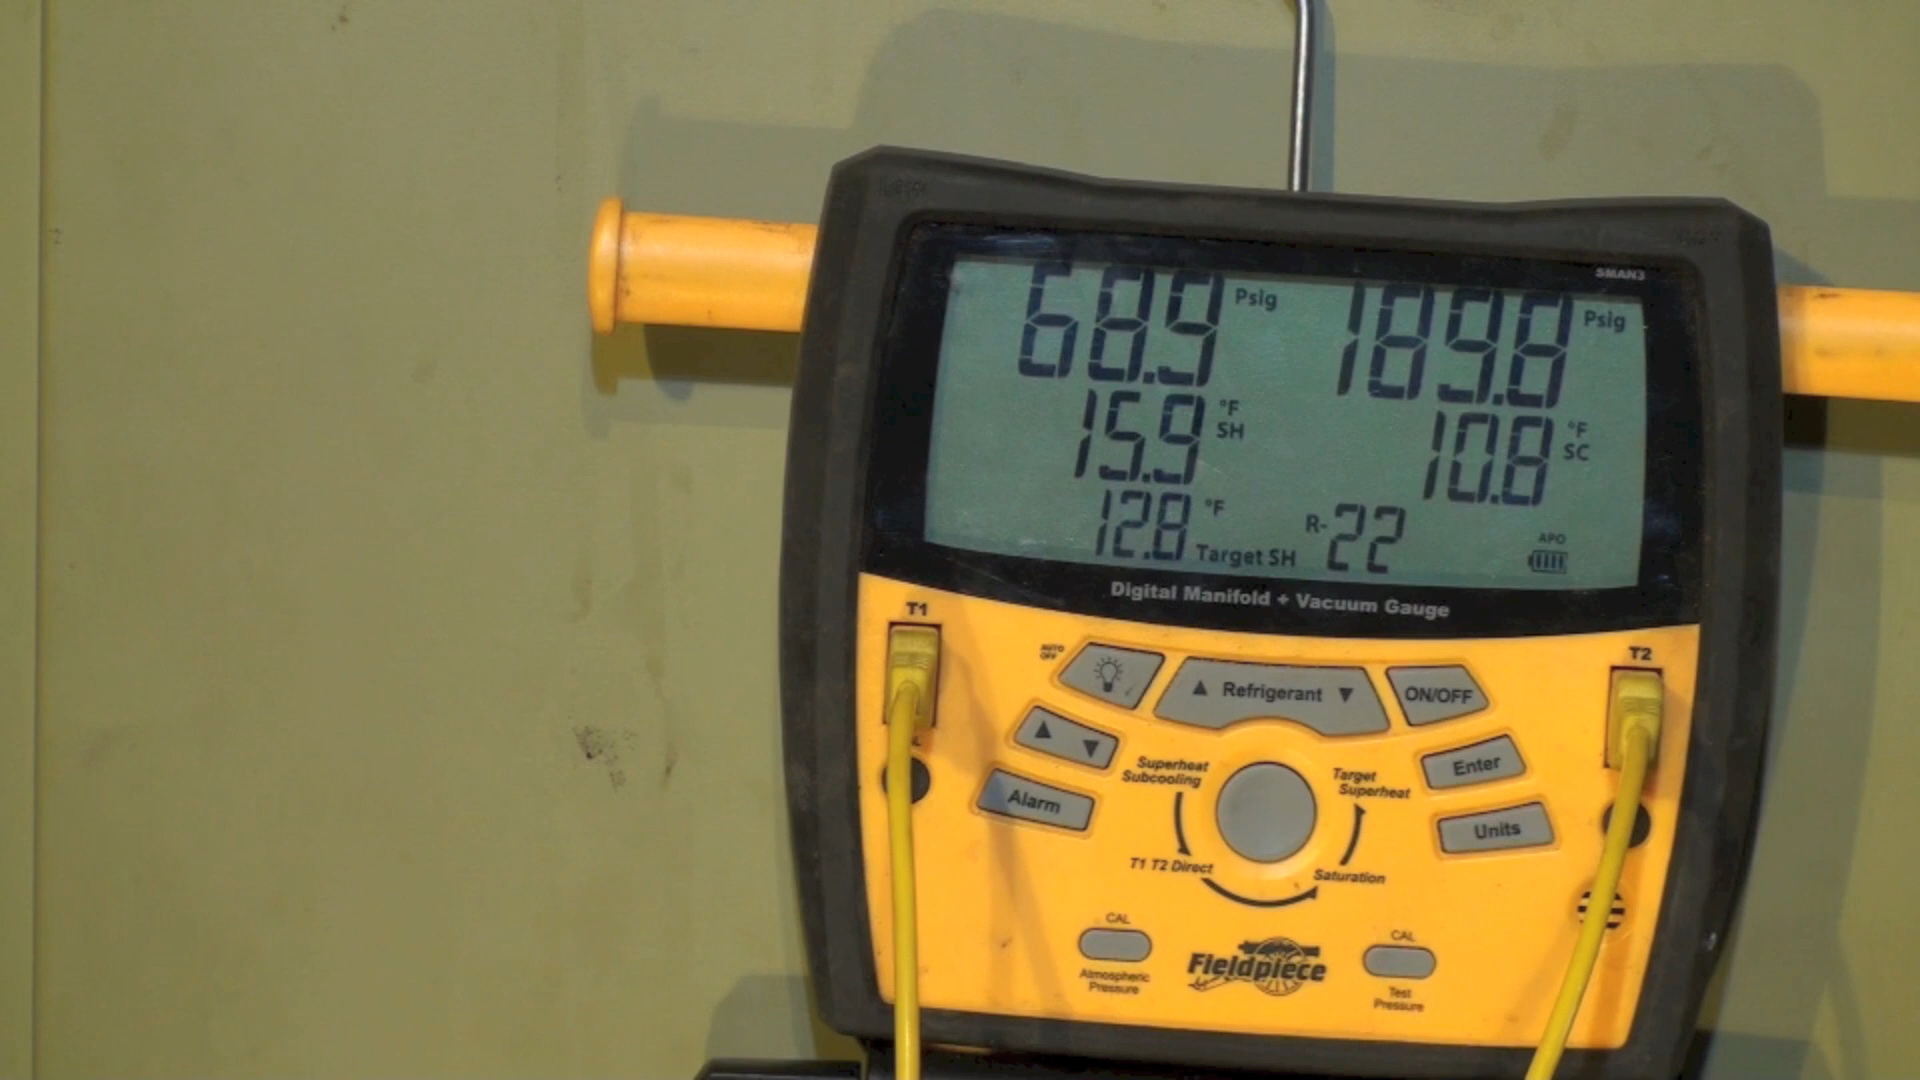 SMAN3
68.9 Psig 189.8 Psig
15.9 °F SH 10.8 °F SC
12.8 °F Target SH R-22 APO
Digital Manifold + Vacuum Gauge
T1 T2
AUTO OFF
▲ Refrigerant ▼ ON/OFF
▲ ▼
Enter
Alarm
Superheat
Subcooling
Target
Superheat
Units
T1 T2 Direct
Saturation
CAL CAL
Fieldpiece
Atmospheric
Pressure
Test
Pressure